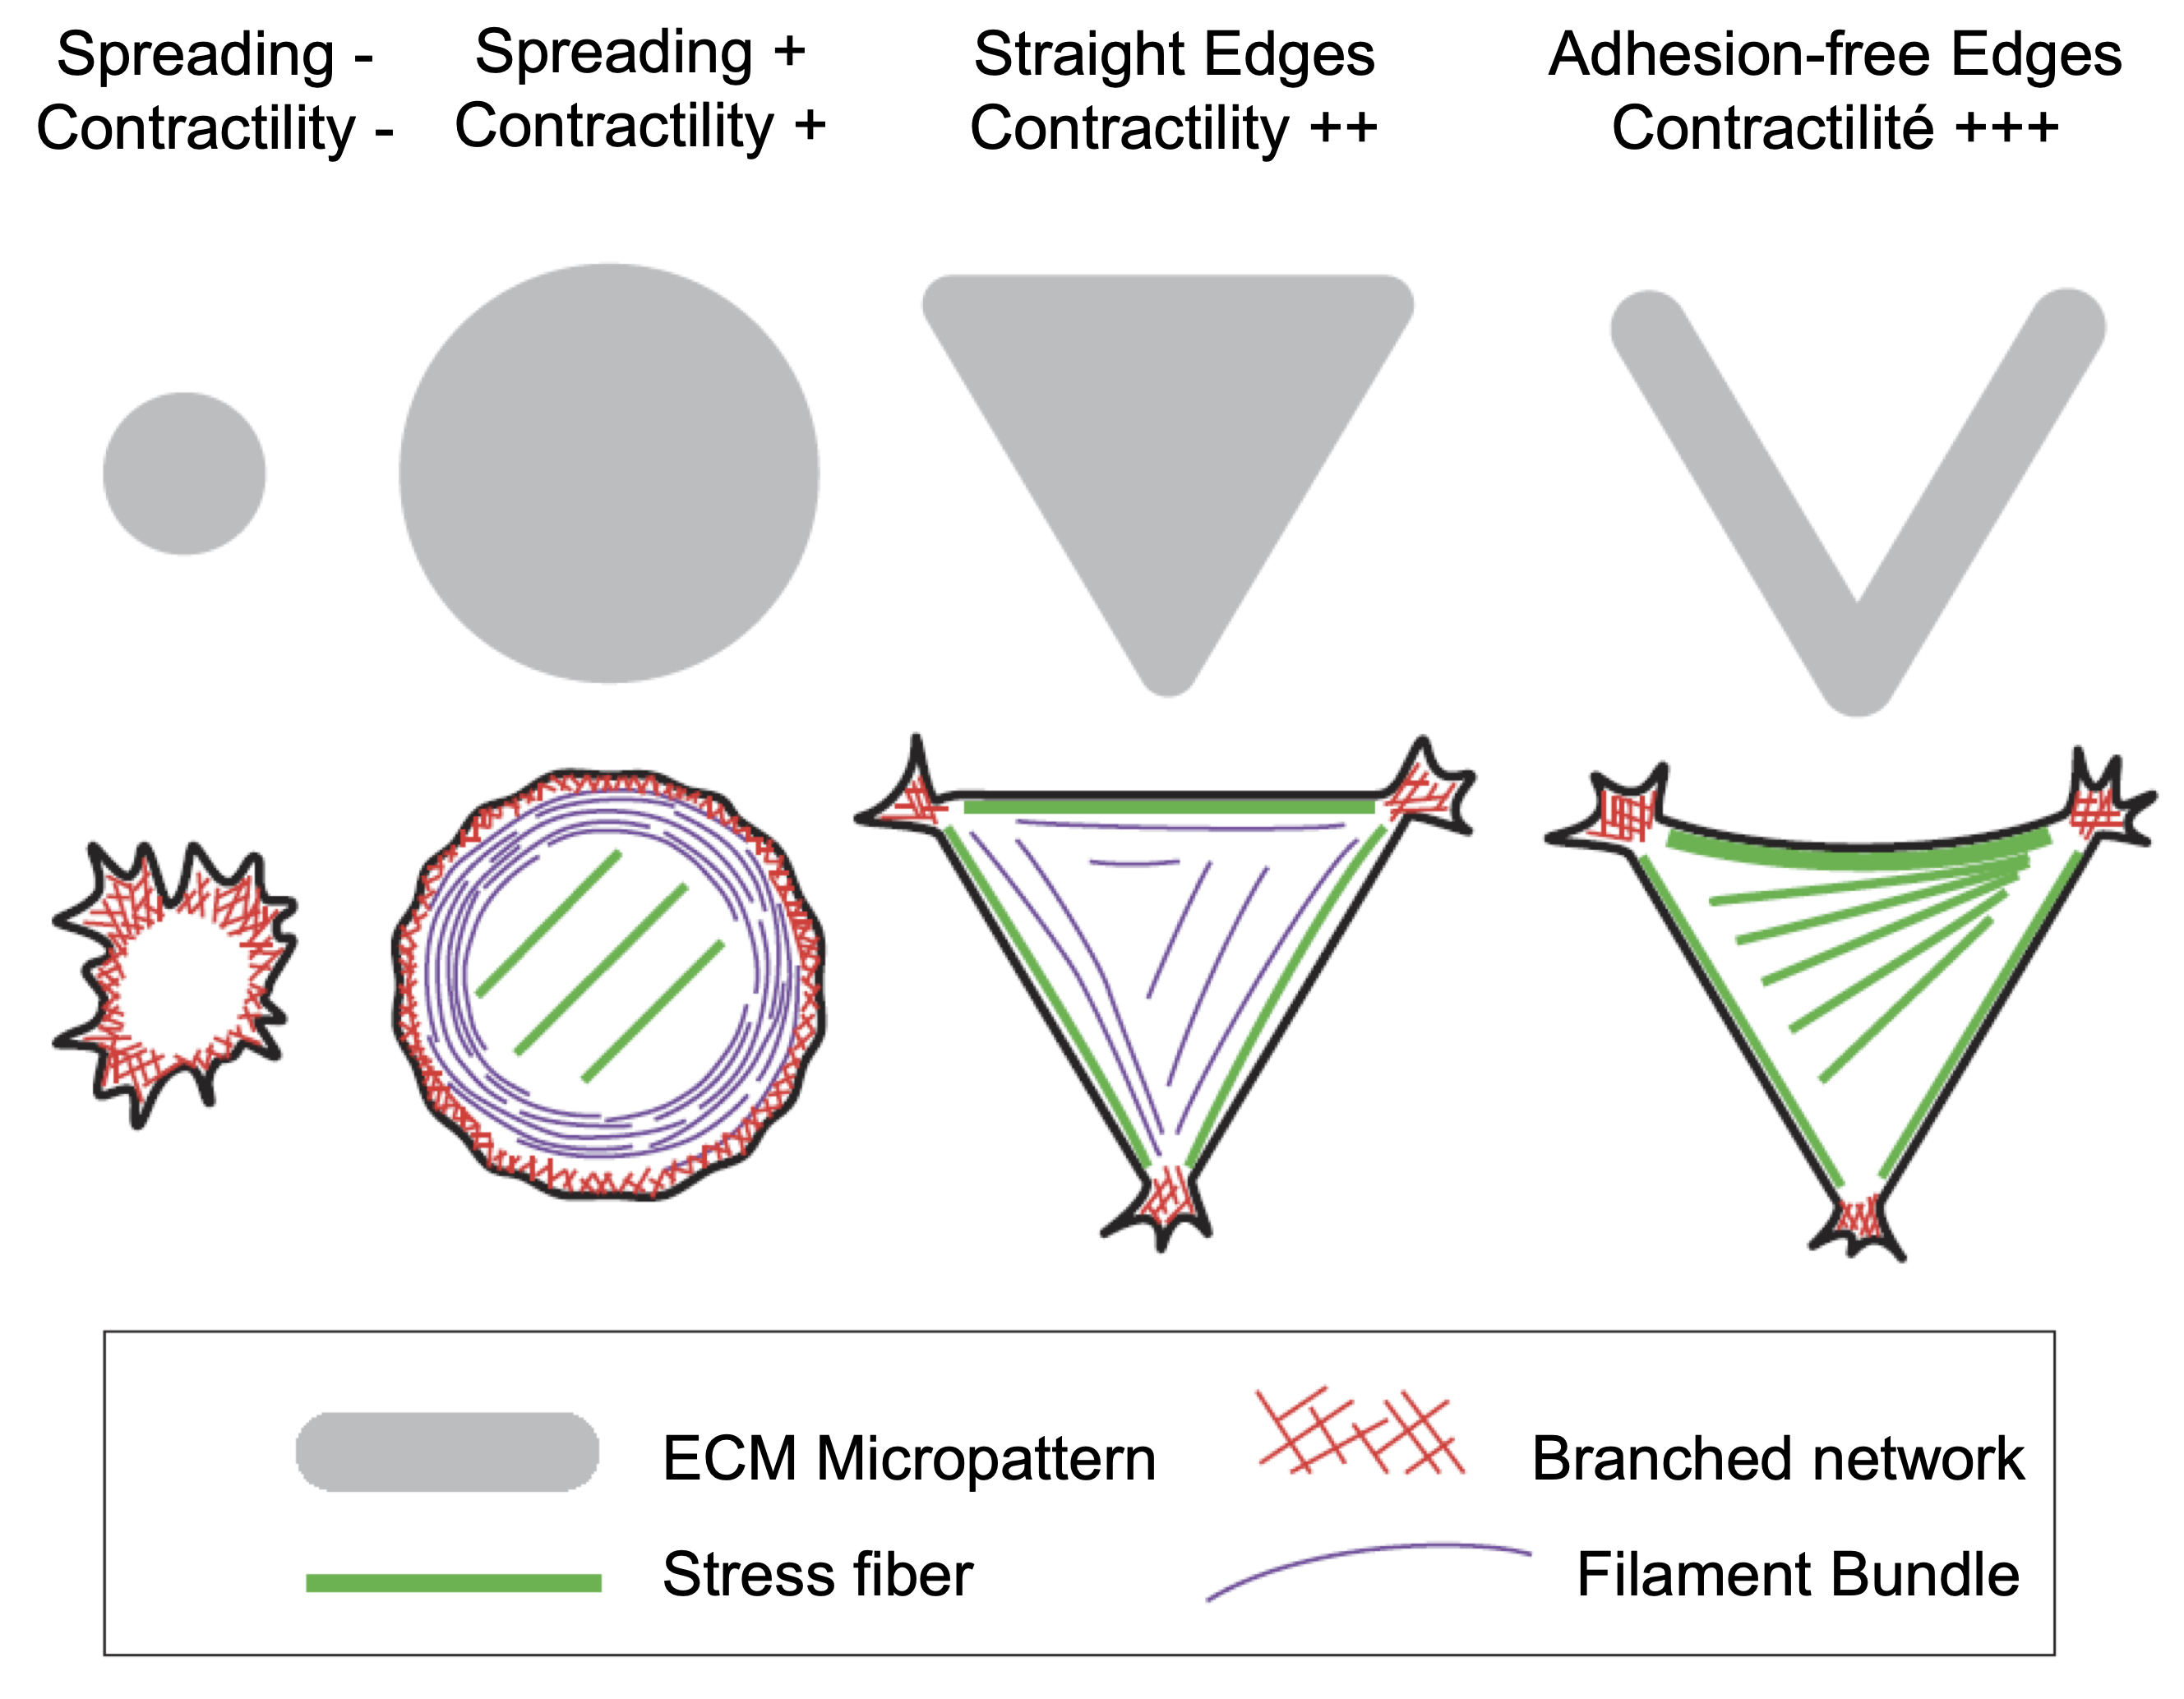 Spreading -
Contractility -
Spreading +
Contractility +
Straight Edges
Contractility ++
Adhesion-free Edges
Contractilité +++
ECM Micropattern
Branched network
Stress fiber
Filament Bundle